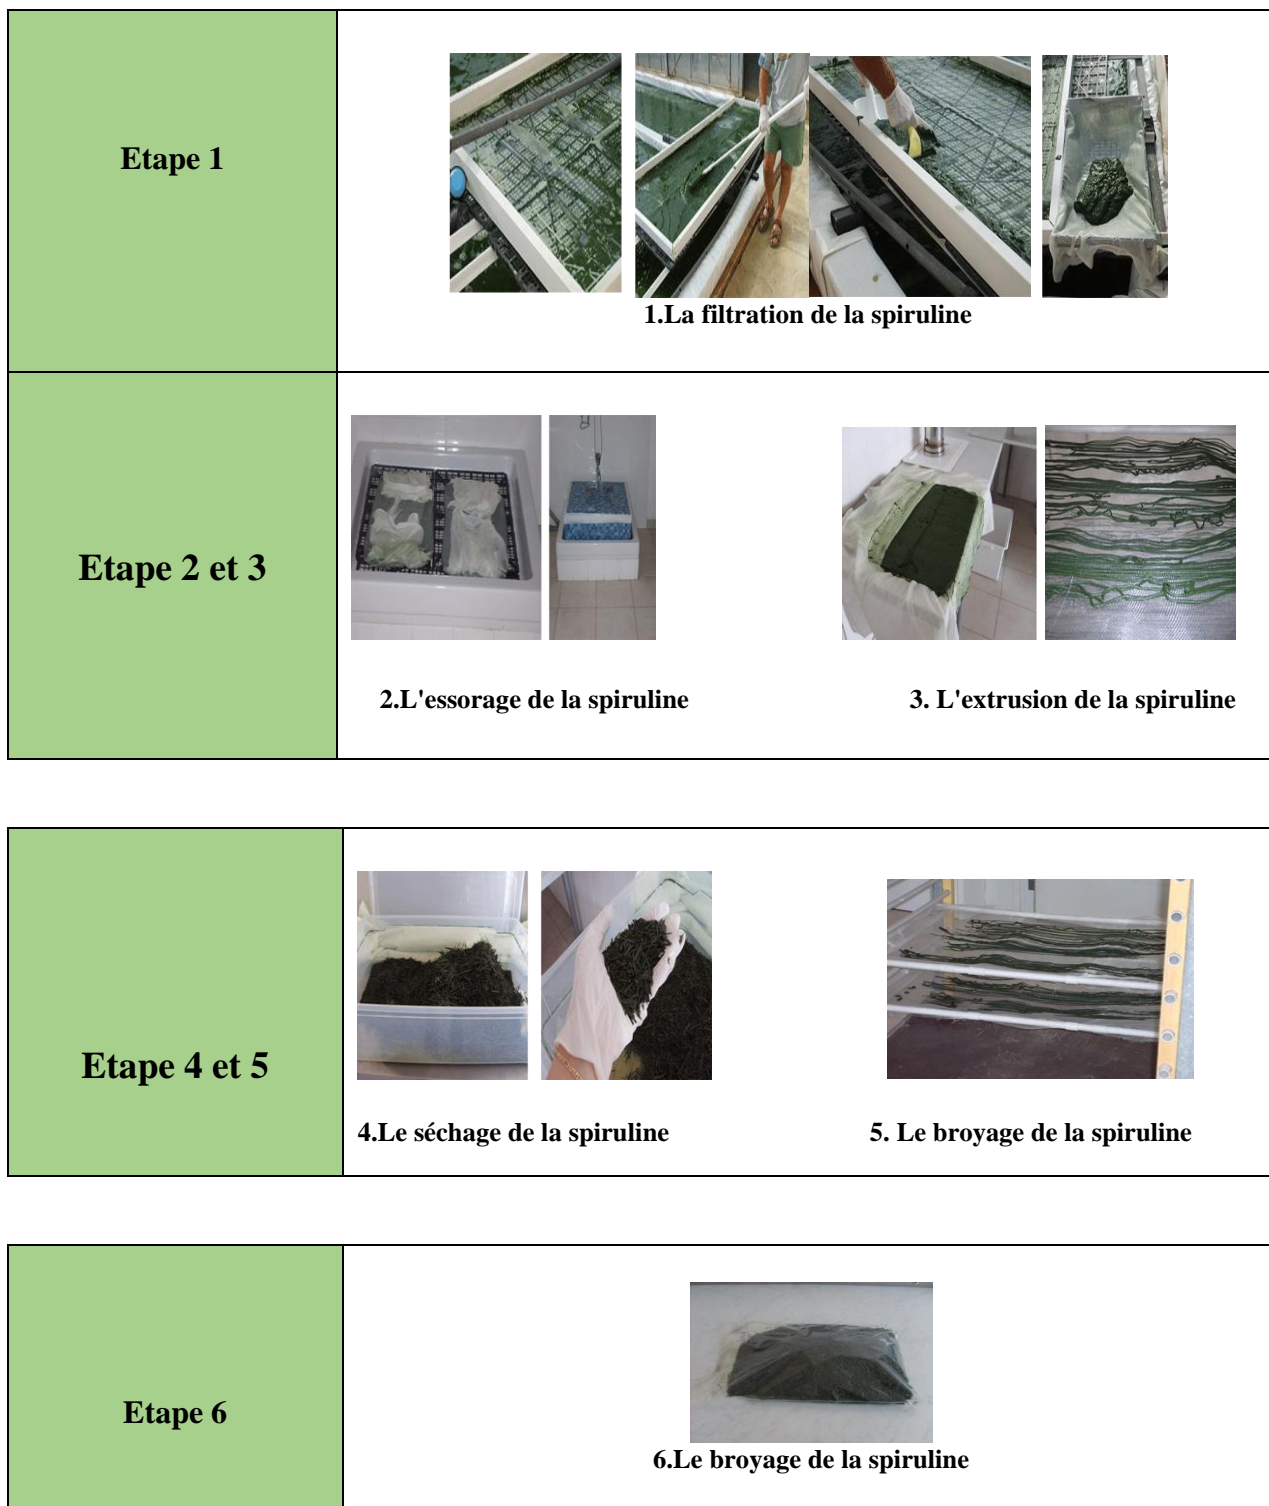 Etape 1
1.La filtration de la spiruline
Etape 2 et 3
2.L'essorage de la spiruline
3. L'extrusion de la spiruline
Etape 4 et 5
4.Le séchage de la spiruline
5. Le broyage de la spiruline
Etape 6
6.Le broyage de la spiruline